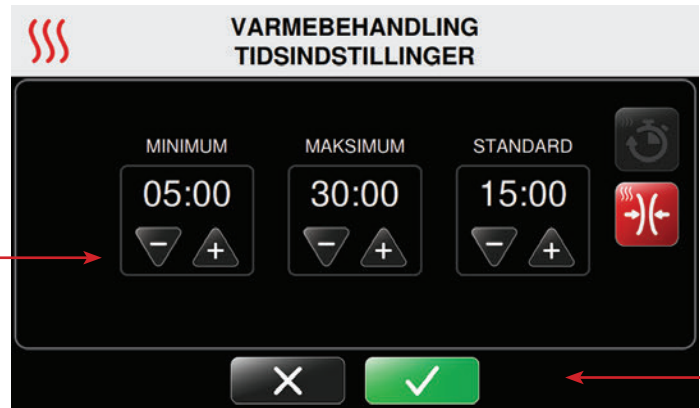 VARMEBEHANDLING
TIDSINDSTILLINGER
MINIMUM MAKSIMUM STANDARD
05:00 30:00 15:00
- + - + - +